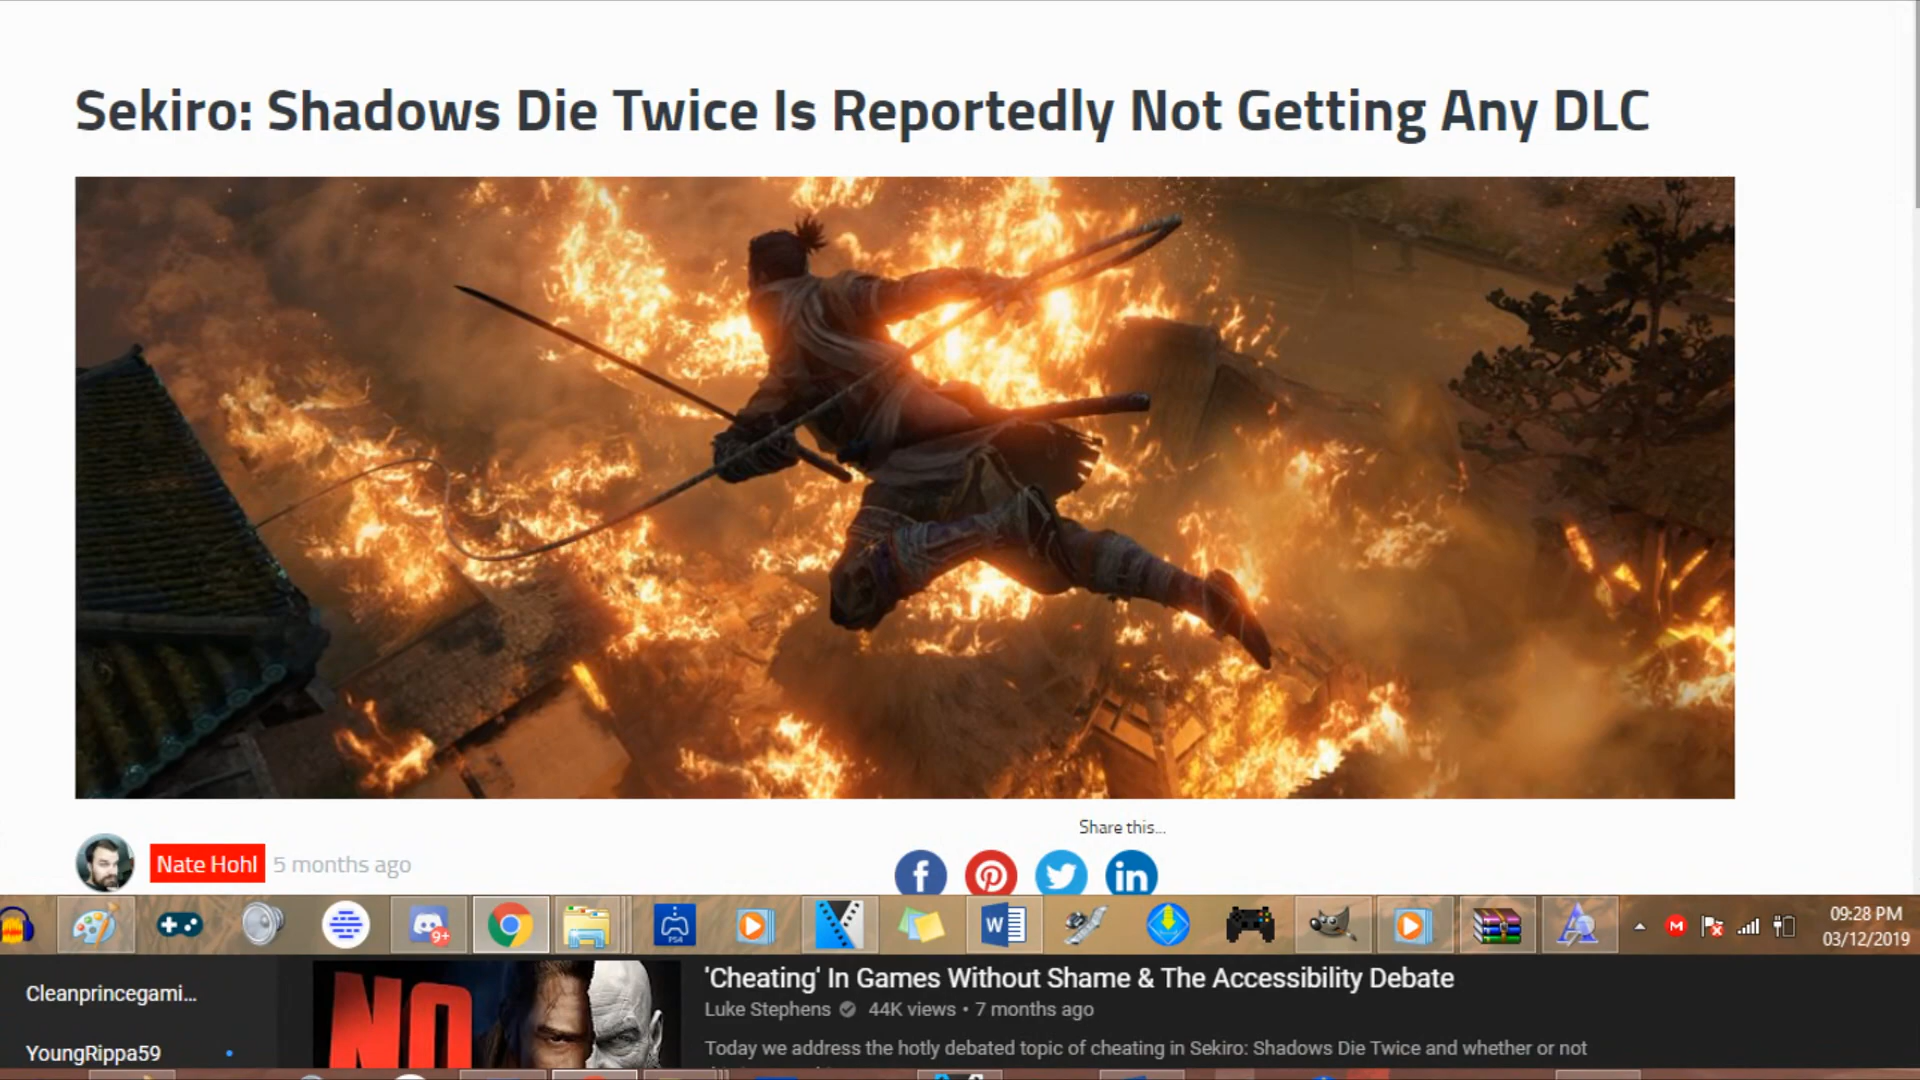 Sekiro: Shadows Die Twice Is Reportedly Not Getting Any DLC
Share this...
Nate Hohl 5 months ago
9+
PS4
09:28 PM
03/12/2019
Cleanprincegami...
YoungRippa59
NO
'Cheating' In Games Without Shame & The Accessibility Debate
Luke Stephens 44K views • 7 months ago
Today we address the hotly debated topic of cheating in Sekiro: Shadows Die Twice and whether or not